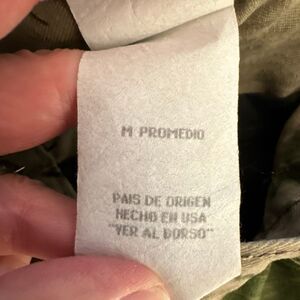 M PROMEDIO
PAIS DE ORIGEN
HECHO EN USA
"VER AL DORSO"